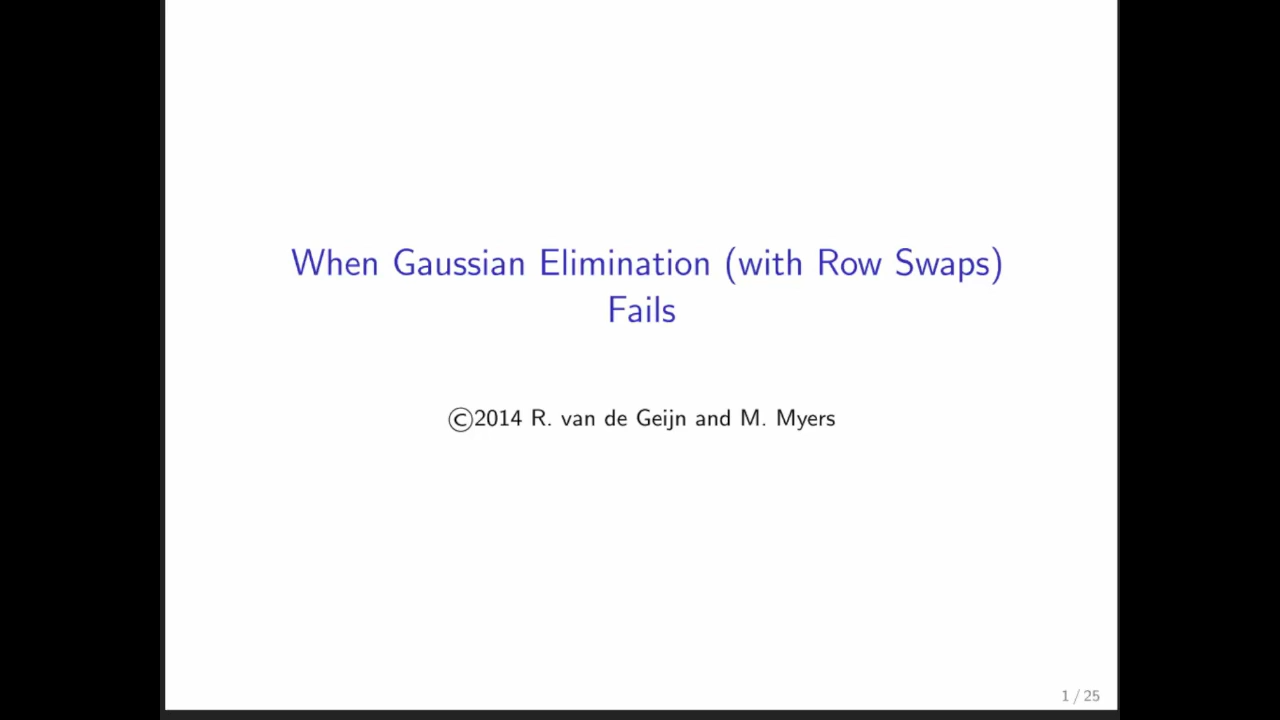 When Gaussian Elimination (with Row Swaps)
Fails
©2014 R. van de Geijn and M. Myers
1 / 25